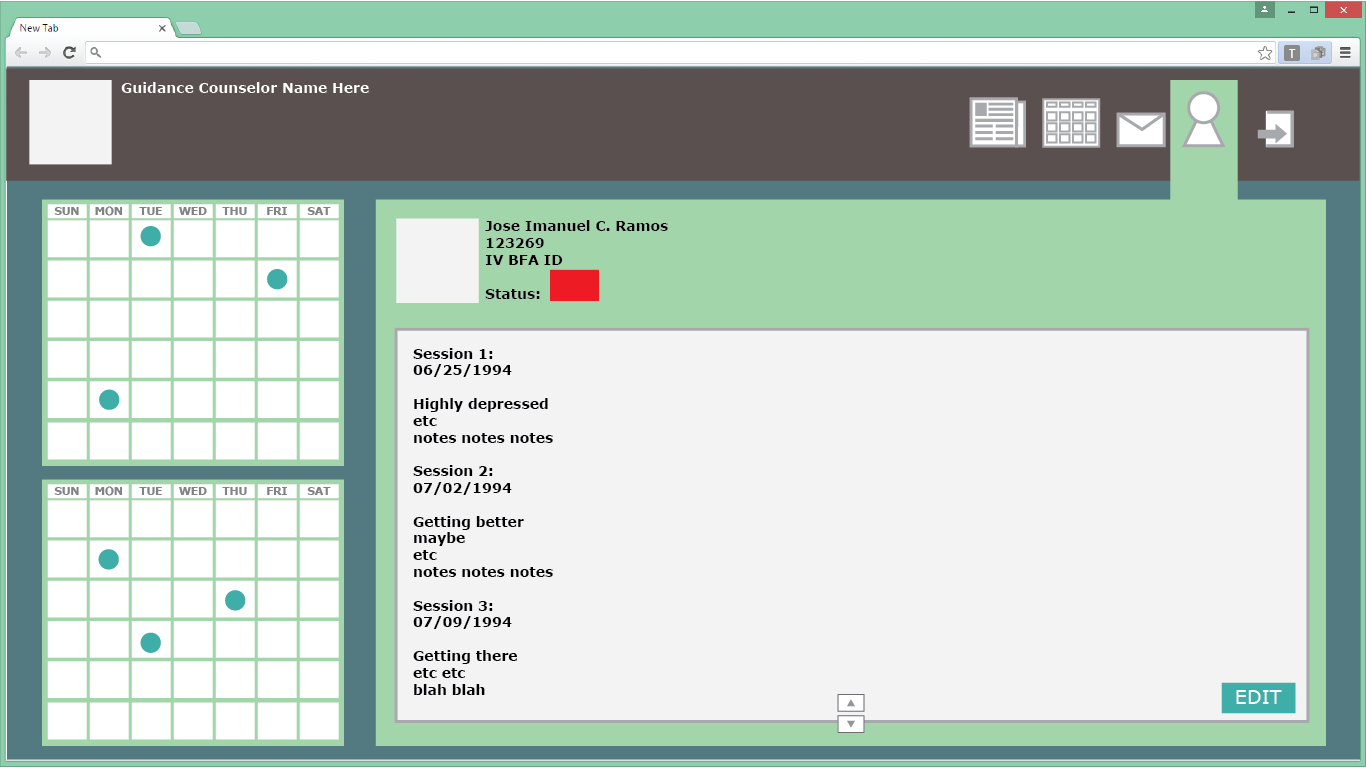 New Tab
T
Guidance Counselor Name Here
SUN MON TUE WED THU FRI SAT
SUN MON TUE WED THU FRI SAT
Jose Imanuel C. Ramos
123269
IV BFA ID
Status:
Session 1:
06/25/1994
Highly depressed
etc
notes notes notes
Session 2:
07/02/1994
Getting better
maybe
etc
notes notes notes
Session 3:
07/09/1994
Getting there
etc etc
blah blah
EDIT